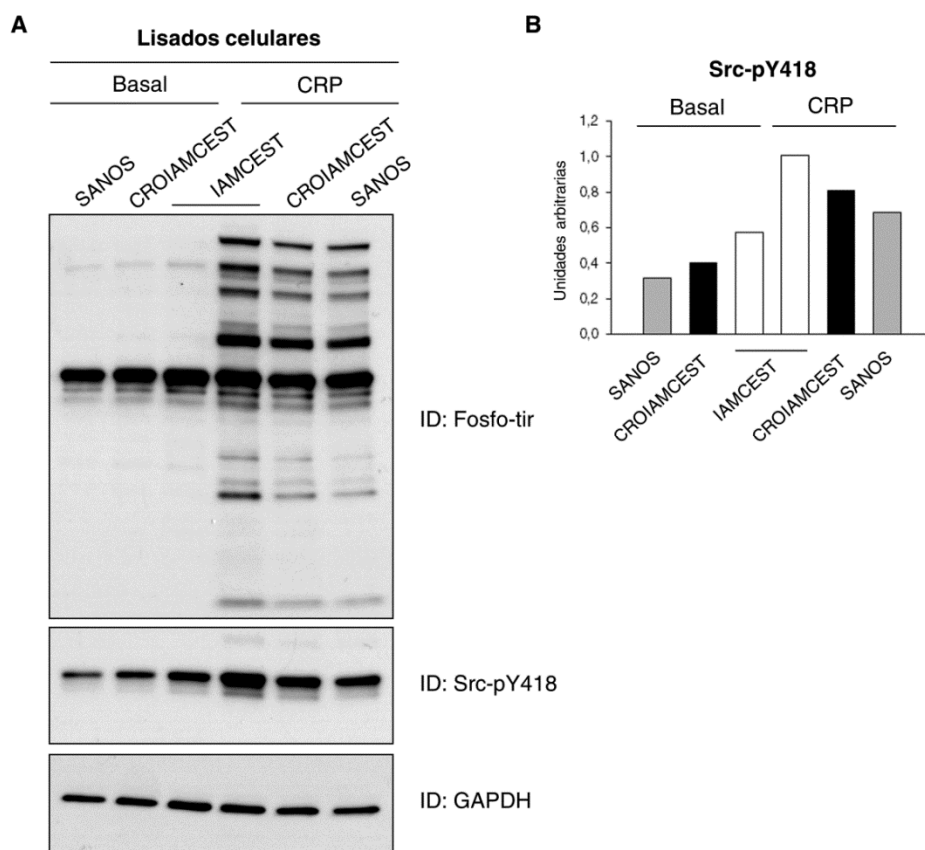 A
Lisados celulares
Basal
CRP
SANOS
CROIAMCEST
IAMCEST
CROIAMCEST
SANOS
ID: Fosfo-tir
ID: Src-pY418
ID: GAPDH
B
Src-pY418
Basal
CRP
Unidades arbitrarias
1,2
1,0
0,8
0,6
0,4
0,2
0,0
SANOS
CROIAMCEST
IAMCEST
CROIAMCEST
SANOS